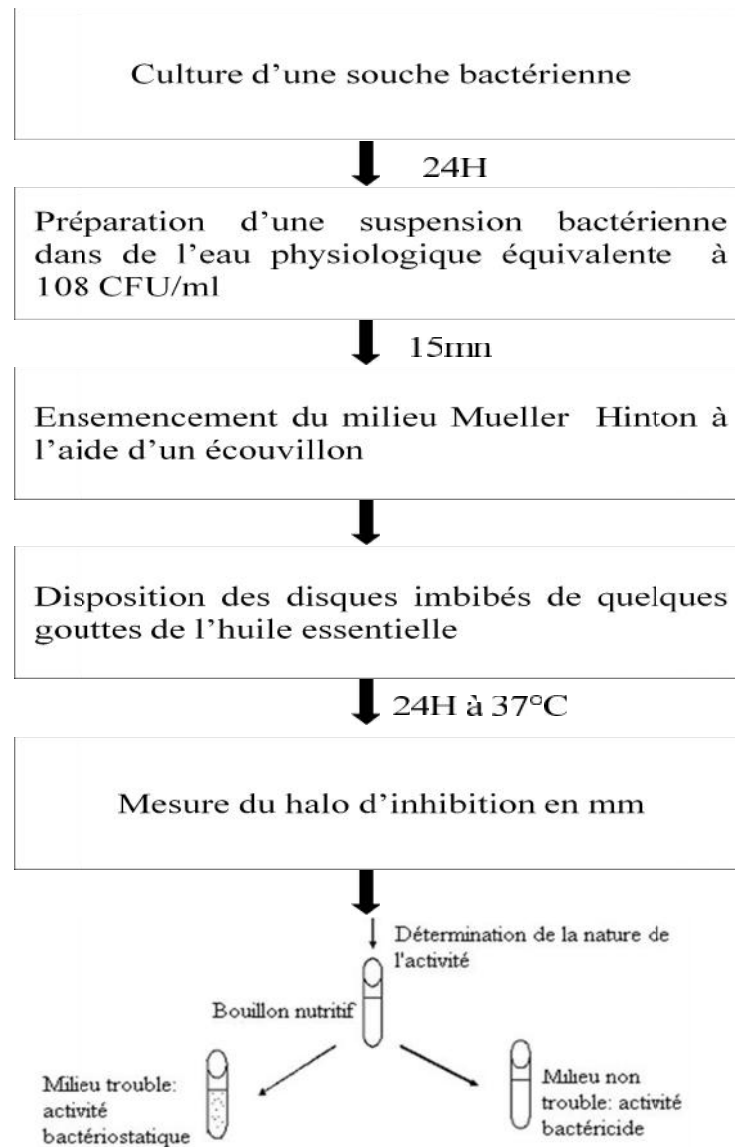 Culture d'une souche bactérienne
24H
Préparation d'une suspension bactérienne
dans de l'eau physiologique équivalente à
108 CFU/ml
15mn
Ensemencement du milieu Mueller Hinton à
l'aide d'un écouvillon
Disposition des disques imbibés de quelques
gouttes de l'huile essentielle
24H à 37°C
Mesure du halo d'inhibition en mm
Détermination de la nature de
l'activité
Bouillon nutritif
Milieu trouble:
activité
bactériostatique
Milieu non
trouble: activité
bactéricide